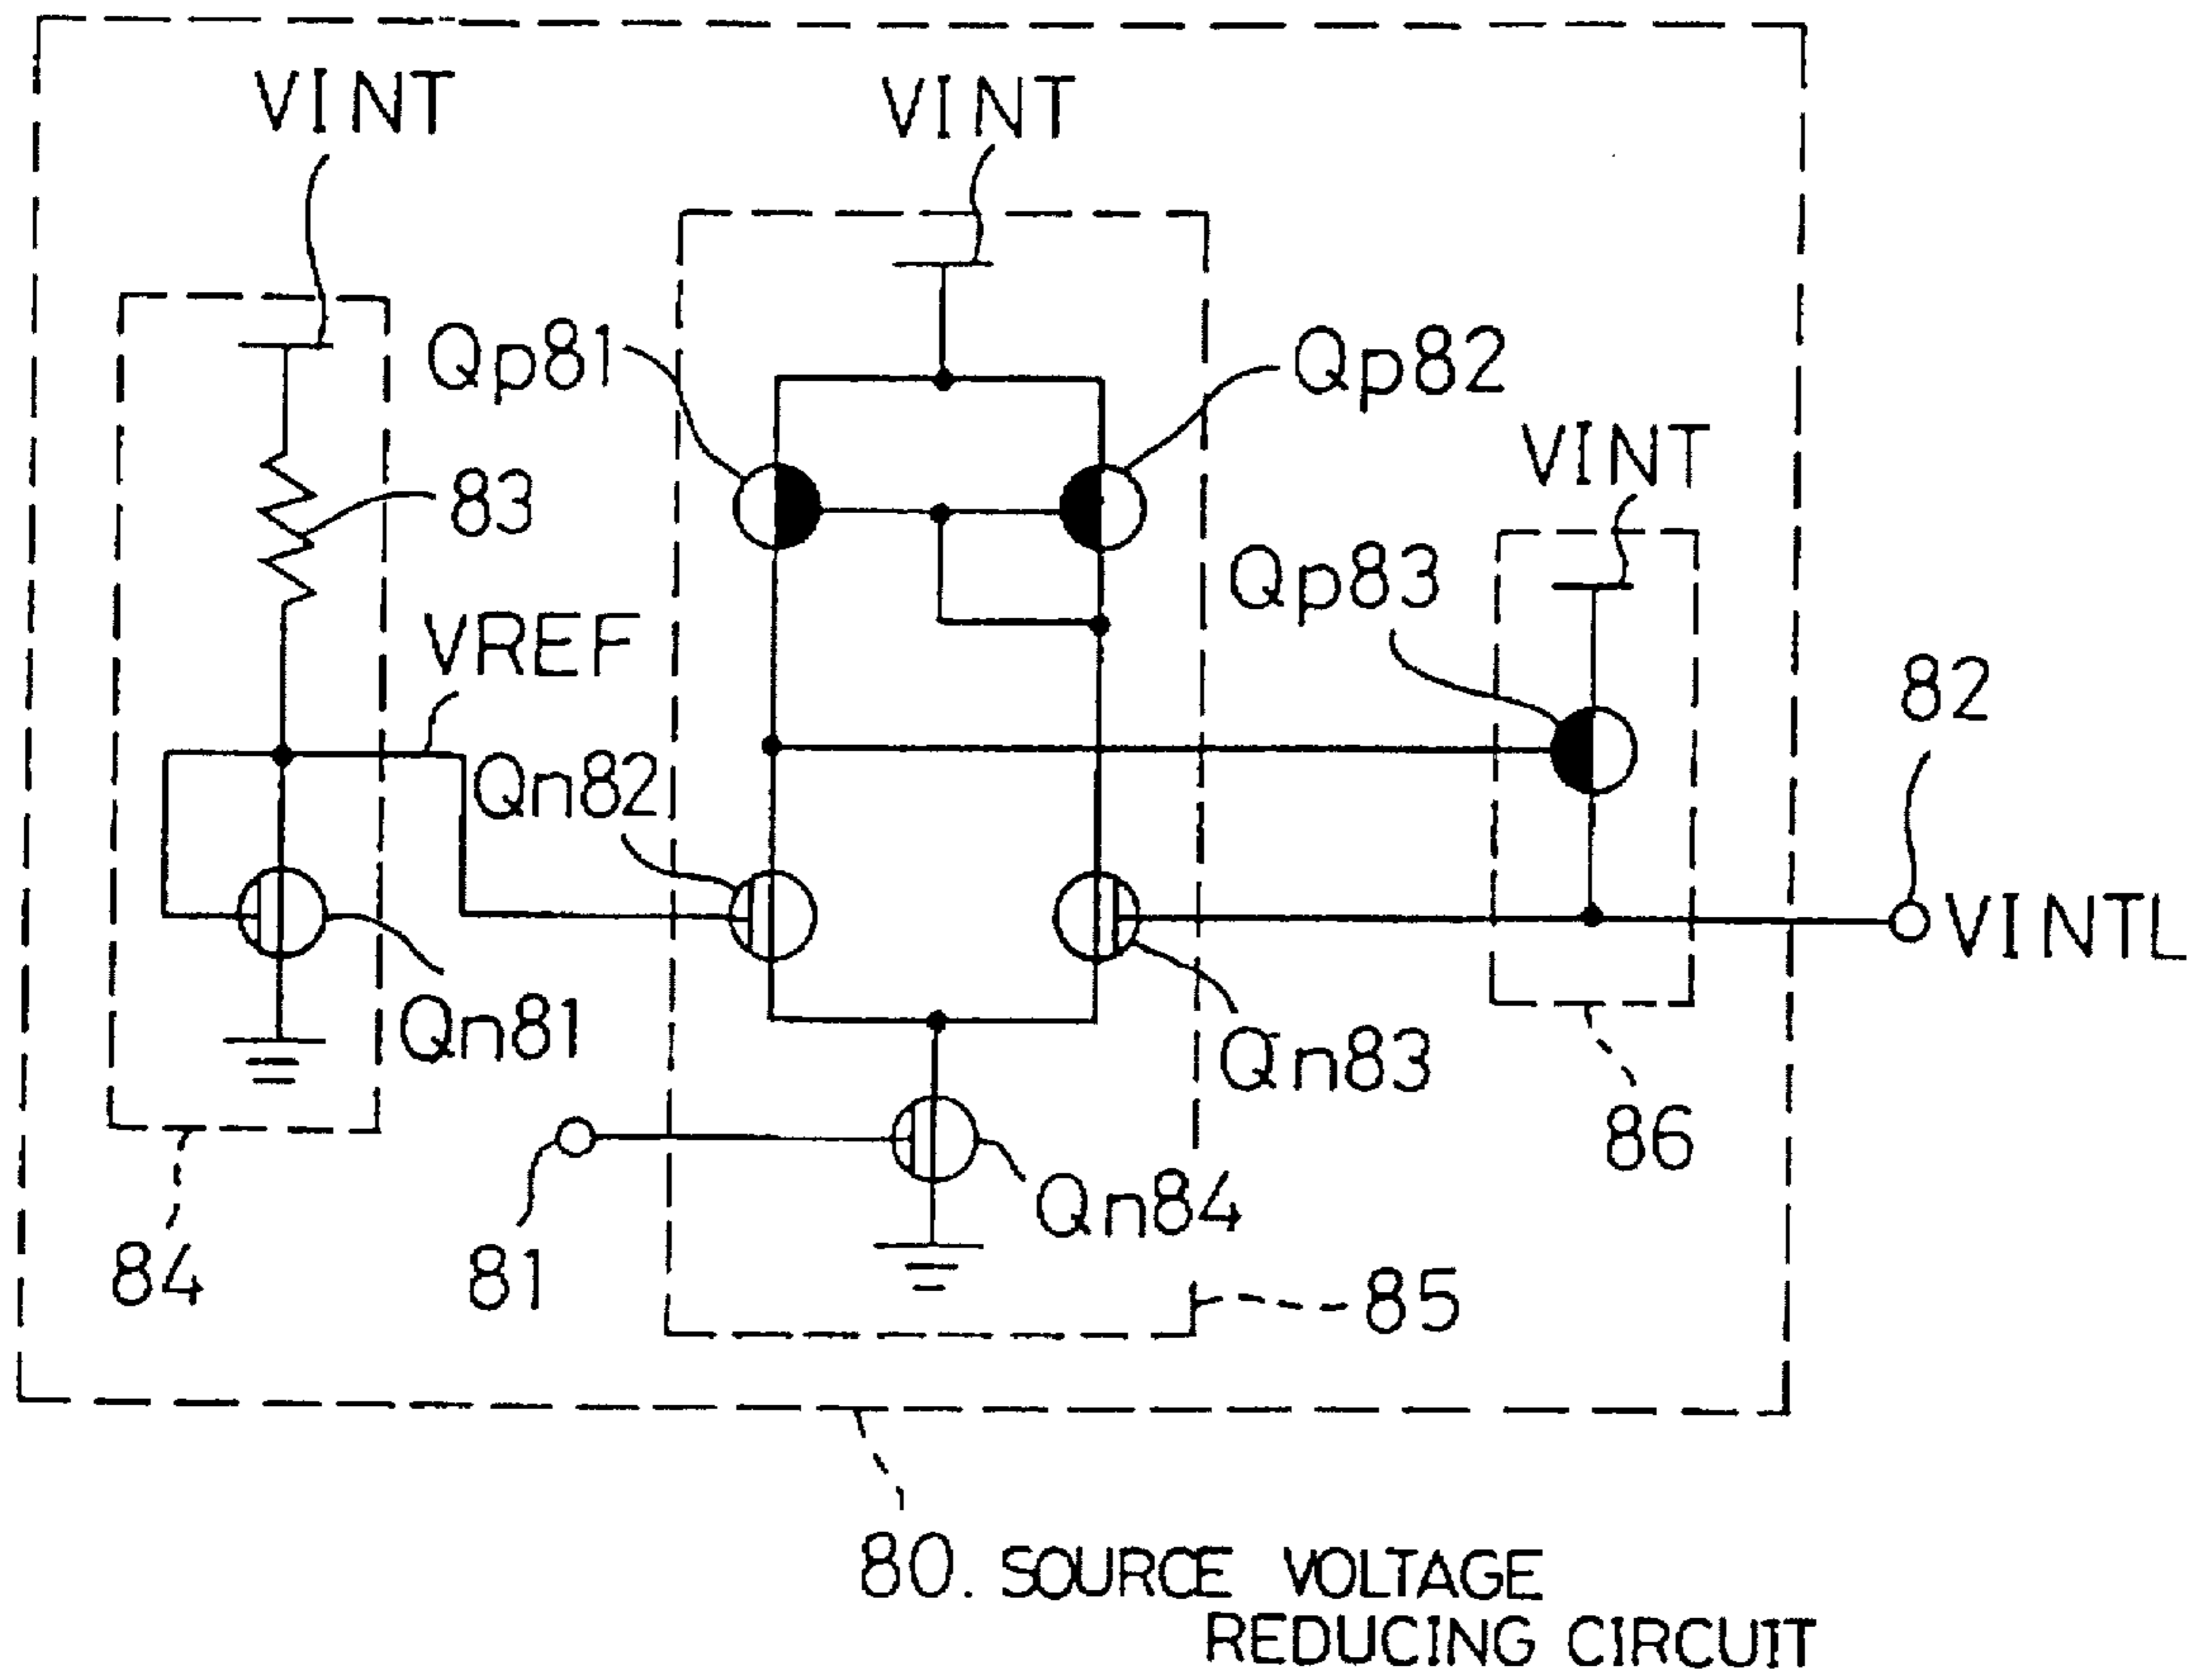 VINT
VINT
Qp81
Qp82
VINT
83
Qp83
VREF
82
Qn82
VINTL
Qn81
Qn83
86
Qn84
84
81
85
80. SOURCE VOLTAGE
REDUCING CIRCUIT